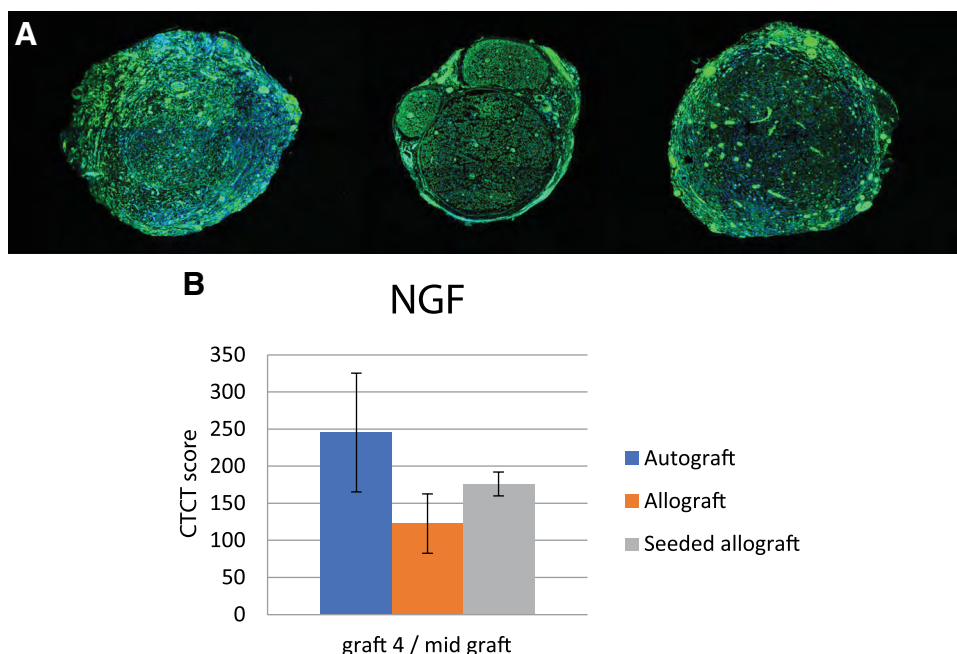 A
B
NGF
350
300
250
200
150
100
50
0
CTCT score
graft 4 / mid graft
Autograft
Allograft
Seeded allograft